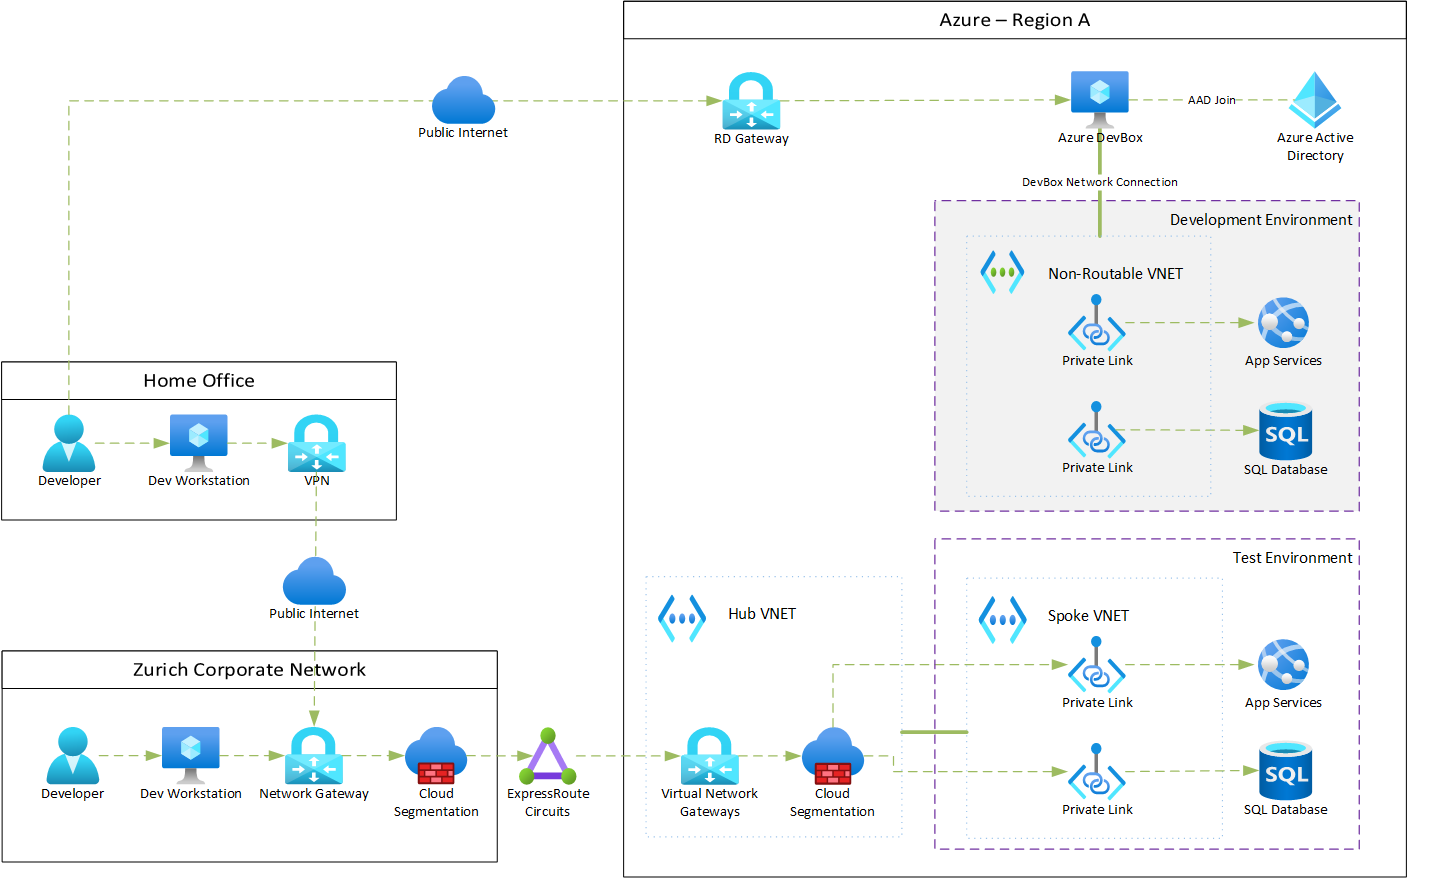 Azure – Region A
Public Internet
RD Gateway
Azure DevBox
AAD Join
Azure Active
Directory
DevBox Network Connection
Development Environment
Non-Routable VNET
Private Link
App Services
Private Link
SQL
SQL Database
Home Office
Developer
Dev Workstation
VPN
Public Internet
Zurich Corporate Network
Developer
Dev Workstation
Network Gateway
Cloud
Segmentation
ExpressRoute
Circuits
Hub VNET
Virtual Network
Gateways
Cloud
Segmentation
Test Environment
Spoke VNET
Private Link
App Services
Private Link
SQL
SQL Database